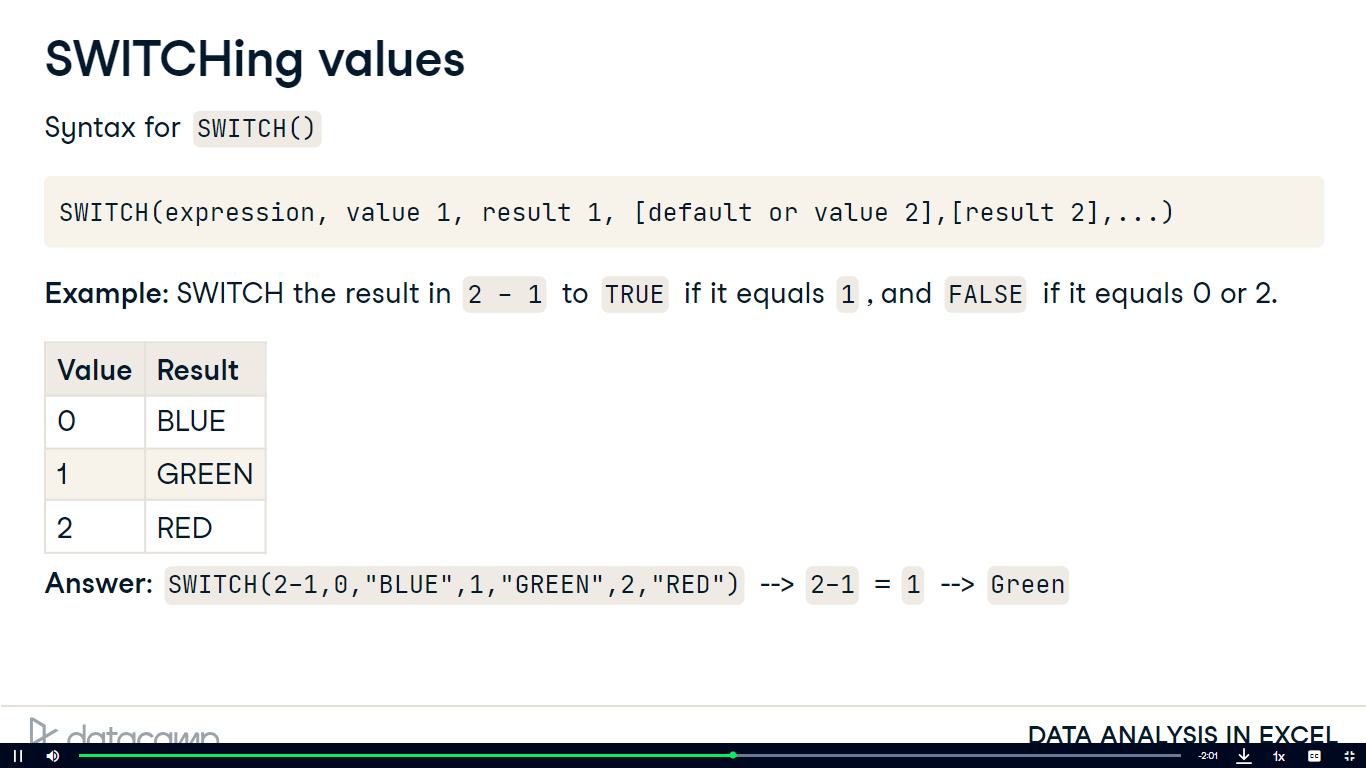 SWITCHing values
Syntax for SWITCH()
SWITCH(expression, value 1, result 1, [default or value 2],[result 2],...)
Example: SWITCH the result in 2 - 1 to TRUE if it equals 1 , and FALSE if it equals 0 or 2.
Value Result
0 BLUE
1 GREEN
2 RED
Answer: SWITCH(2-1,0,"BLUE",1,"GREEN",2,"RED") --> 2-1 = 1 --> Green
datacamp DATA ANALYSIS IN EXCEL
-2:01 1x CC